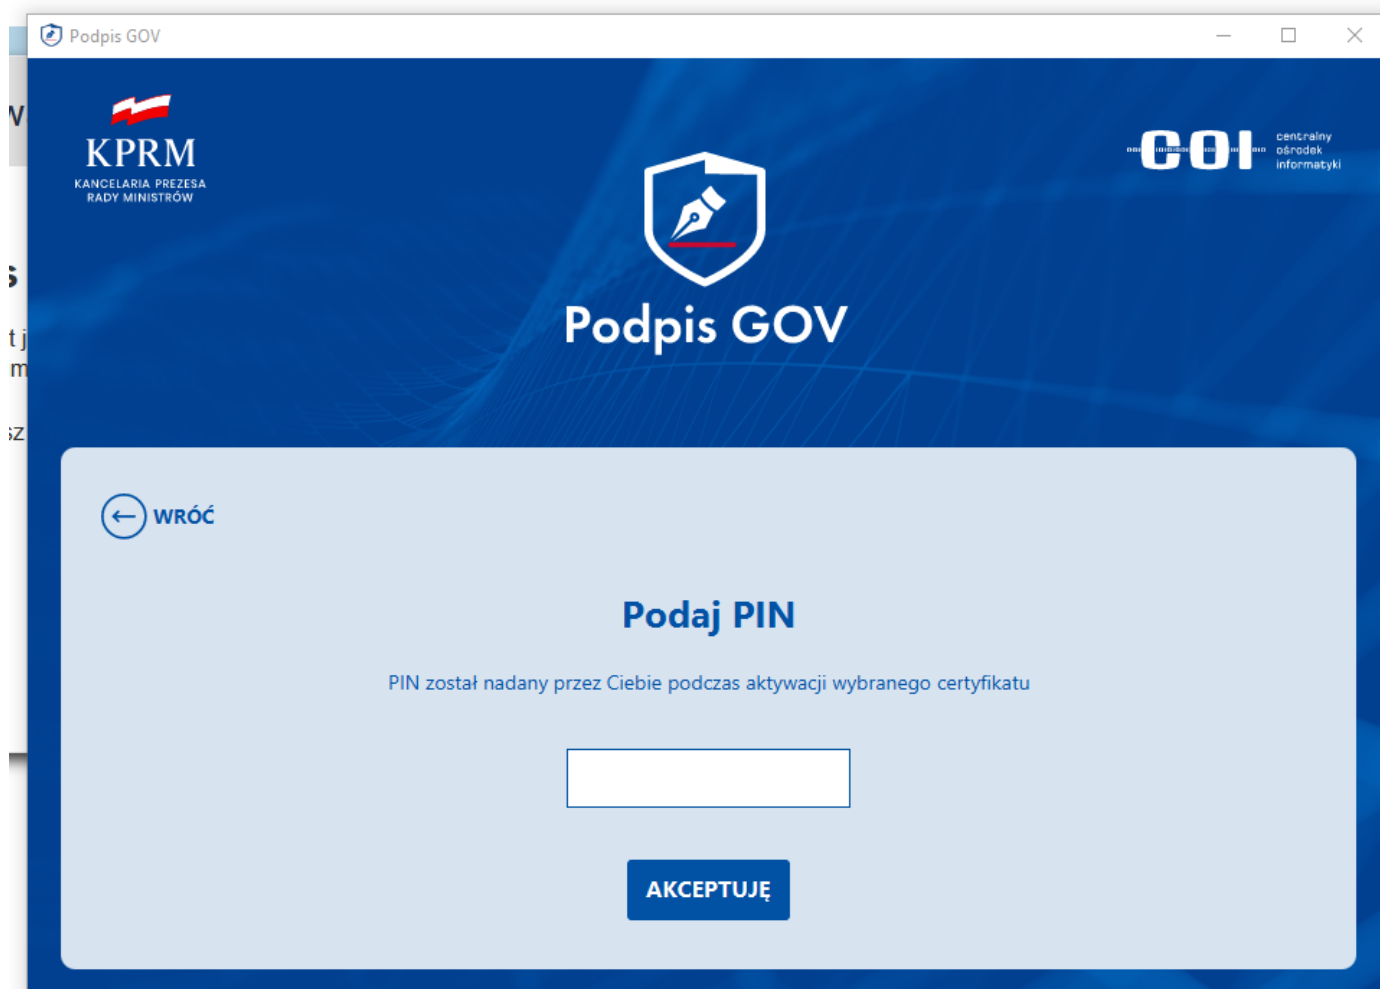 Podpis GOV
KPRM
KANCELARIA PREZESA
RADY MINISTRÓW
COI
centralny
ośrodek
informatyki
Podpis GOV
WRÓĆ
Podaj PIN
PIN został nadany przez Ciebie podczas aktywacji wybranego certyfikatu
AKCEPTUJĘ